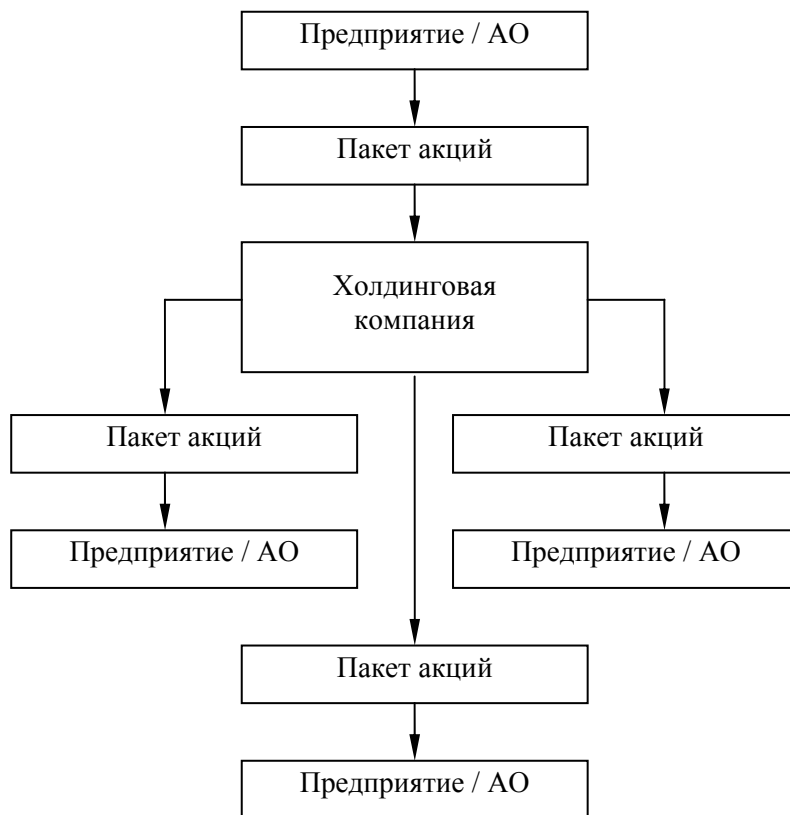 Предприятие / АО
Пакет акций
Холдинговая
компания
Пакет акций
Пакет акций
Предприятие / АО
Предприятие / АО
Пакет акций
Предприятие / АО